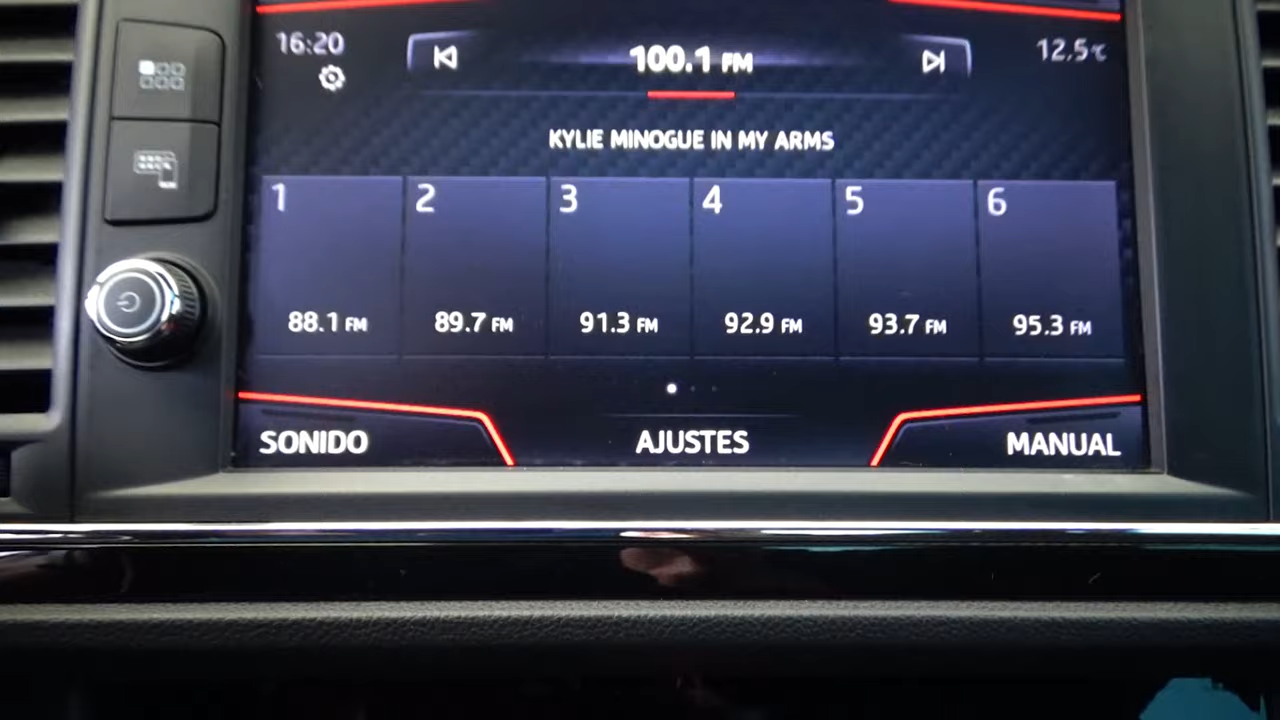 16:20
100.1 FM
12.5°C
KYLIE MINOGUE IN MY ARMS
1 2 3 4 5 6
88.1 FM 89.7 FM 91.3 FM 92.9 FM 93.7 FM 95.3 FM
SONIDO AJUSTES MANUAL